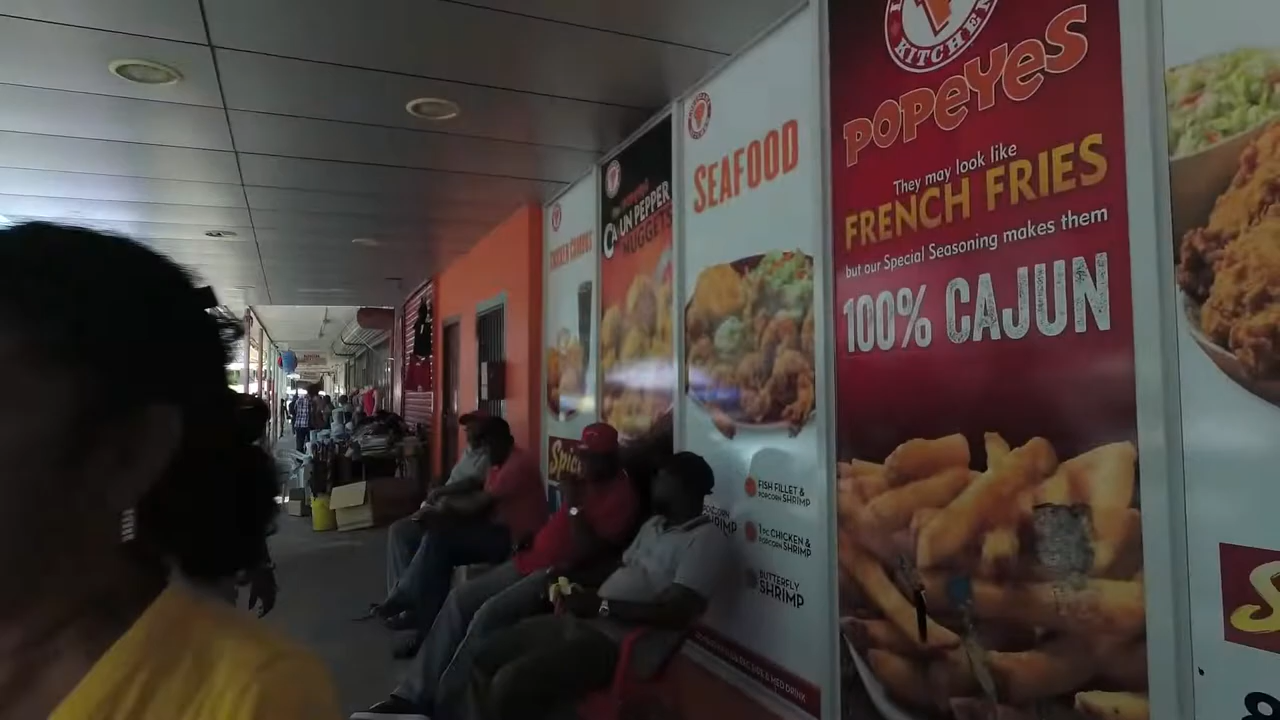 KITCHEN
POPEYES
They may look like
FRENCH FRIES
but our Special Seasoning makes them
100% CAJUN
SEAFOOD
FISH FILLET &
POPCORN SHRIMP
1 PC CHICKEN &
POPCORN SHRIMP
BUTTERFLY
SHRIMP
CAJUN PEPPER
NUGGETS
Spic
S